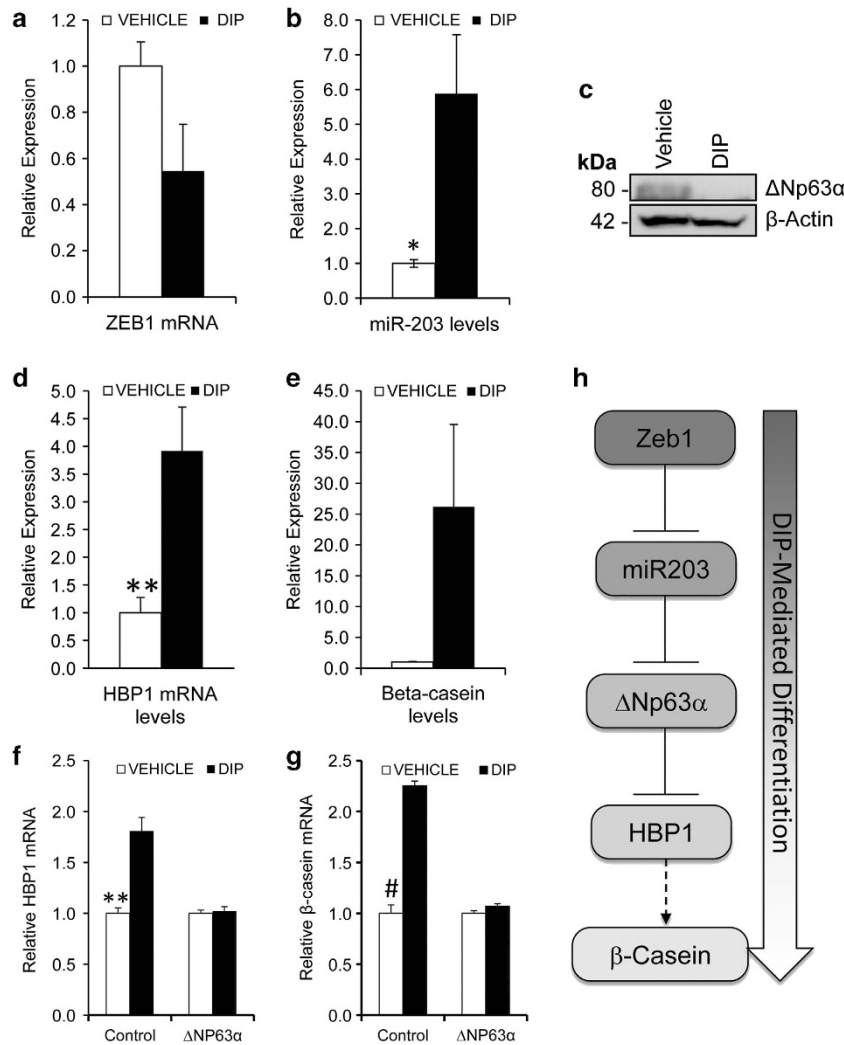 a
VEHICLE DIP
1.2
1.0
0.8
0.6
0.4
0.2
0.0
Relative Expression
ZEB1 mRNA
b
VEHICLE DIP
8.0
7.0
6.0
5.0
4.0
3.0
2.0
1.0
0.0
Relative Expression
*
miR-203 levels
c
Vehicle
DIP
kDa
80 - ΔNp63α
42 - β-Actin
d
VEHICLE DIP
5.0
4.5
4.0
3.5
3.0
2.5
2.0
1.5
1.0
0.5
0.0
Relative Expression
**
HBP1 mRNA
levels
e
VEHICLE DIP
45.0
40.0
35.0
30.0
25.0
20.0
15.0
10.0
5.0
0.0
Relative Expression
Beta-casein
levels
f
VEHICLE DIP
2.5
2.0
1.5
1.0
0.5
0.0
Relative HBP1 mRNA
**
Control ΔNP63α
g
VEHICLE DIP
2.5
2.0
1.5
1.0
0.5
0.0
Relative β-casein mRNA
#
Control ΔNP63α
h
Zeb1
miR203
ΔNp63α
HBP1
β-Casein
DIP-Mediated Differentiation